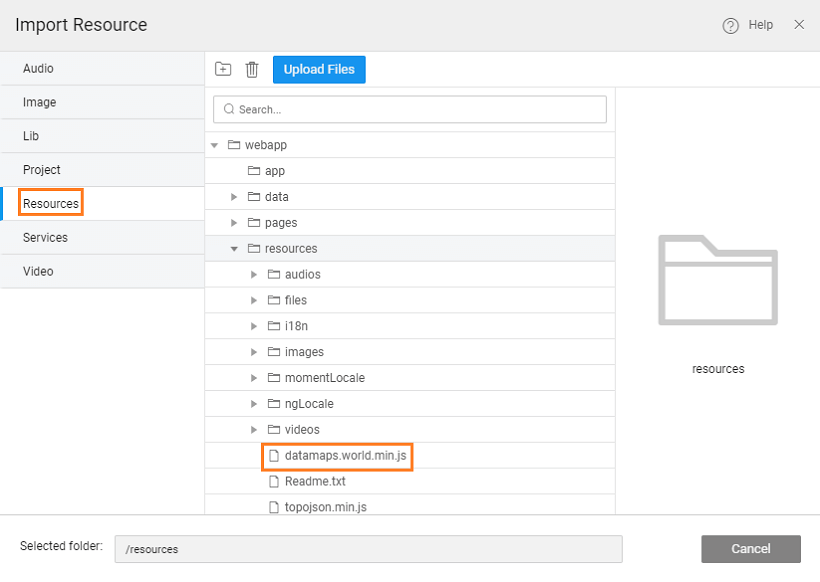 Import Resource
Help
Audio
Image
Lib
Project
Resources
Services
Video
Upload Files
Search...
webapp
app
data
pages
resources
audios
files
i18n
images
momentLocale
ngLocale
videos
datamaps.world.min.js
Readme.txt
topojson.min.js
resources
Selected folder:
/resources
Cancel